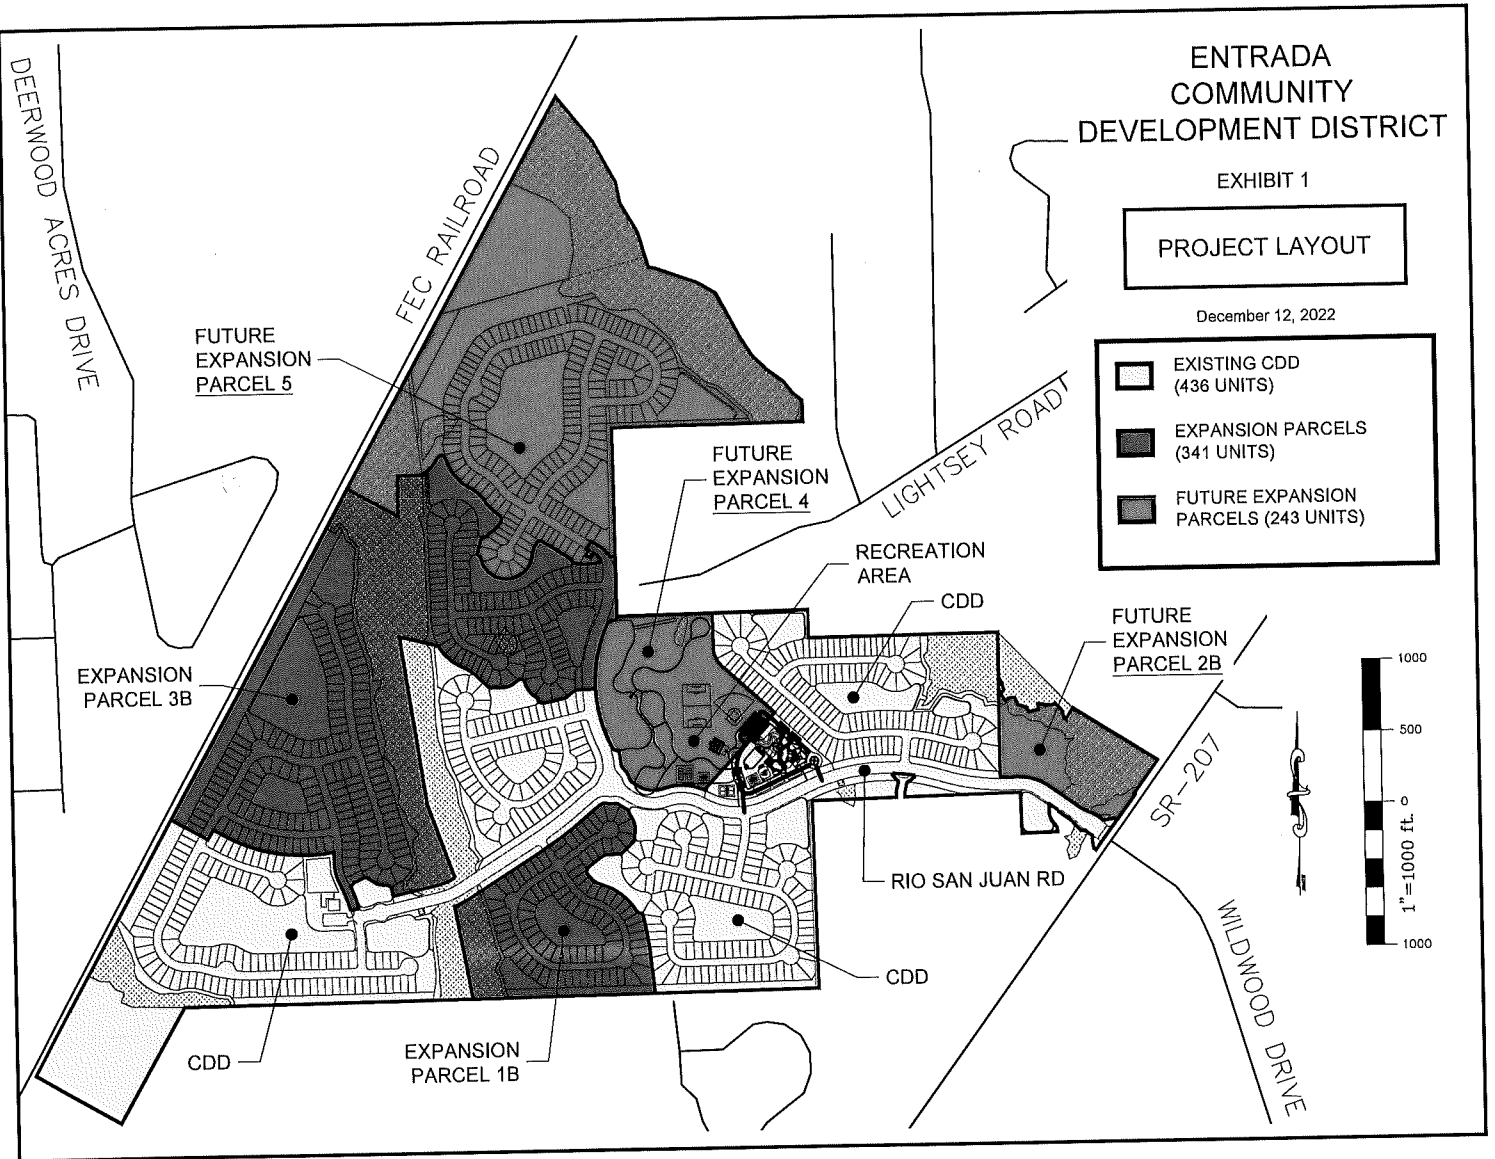 ENTRADA
COMMUNITY
DEVELOPMENT DISTRICT
EXHIBIT 1
PROJECT LAYOUT
December 12, 2022
EXISTING CDD
(436 UNITS)
EXPANSION PARCELS
(341 UNITS)
FUTURE EXPANSION
PARCELS (243 UNITS)
DEERWOOD ACRES DRIVE
FEC RAILROAD
FUTURE
EXPANSION
PARCEL 5
FUTURE
EXPANSION
PARCEL 4
LIGHTSEY ROAD
RECREATION
AREA
CDD
FUTURE
EXPANSION
PARCEL 2B
EXPANSION
PARCEL 3B
SR-207
RIO SAN JUAN RD
WILDWOOD DRIVE
CDD
CDD
EXPANSION
PARCEL 1B
1000
500
0
1000
1"=1000 ft.